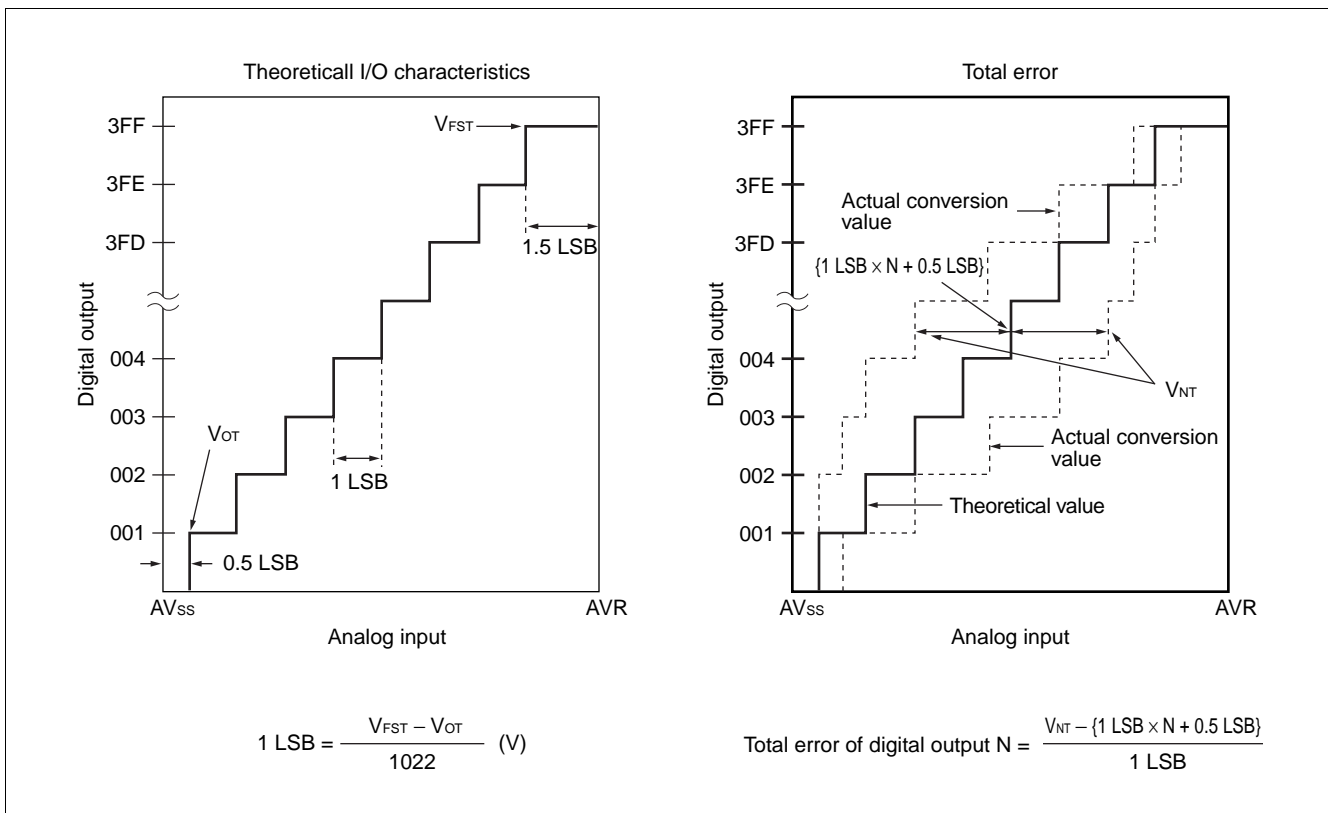 Theoreticall I/O characteristics
3FF
3FE
3FD
004
003
002
001
Digital output
VFST
1.5 LSB
VOT
1 LSB
0.5 LSB
AVSS
AVR
Analog input
1 LSB = VFST – VOT / 1022 (V)
Total error
3FF
3FE
3FD
004
003
002
001
Digital output
Actual conversion
value
{1 LSB × N + 0.5 LSB}
VNT
Actual conversion
value
Theoretical value
AVSS
AVR
Analog input
Total error of digital output N = VNT – {1 LSB × N + 0.5 LSB} / 1 LSB